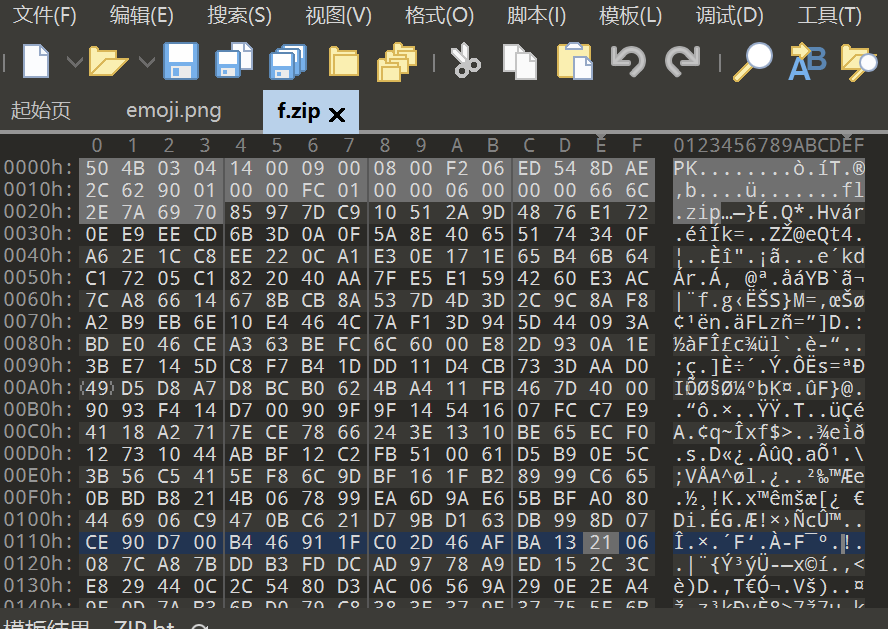 文件(F) 编辑(E) 搜索(S) 视图(V) 格式(O) 脚本(I) 模板(L) 调试(D) 工具(T)
起始页 emoji.png f.zip
0 1 2 3 4 5 6 7 8 9 A B C D E F 0123456789ABCDEF
0000h: 50 4B 03 04 14 00 09 00 08 00 F2 06 ED 54 8D AE PK........ò.íT.®
0010h: 2C 62 90 01 00 00 FC 01 00 00 06 00 00 00 66 6C ,b....ü.......fl
0020h: 2E 7A 69 70 85 97 7D C9 10 51 2A 9D 48 76 E1 72 .zip…—}É.Q*.Hvár
0030h: 0E E9 EE CD 6B 3D 0A 0F 5A 8E 40 65 51 74 34 0F .éîÍk=..ZŽ@eQt4.
0040h: A6 2E 1C C8 EE 22 0C A1 E3 0E 17 1E 65 B4 6B 64 ¦..Èî".¡ã...e´kd
0050h: C1 72 05 C1 82 20 40 AA 7F E5 E1 59 42 60 E3 AC Ár.Á‚ @ª.åáYB`ã¬
0060h: 7C A8 66 14 67 8B CB 8A 53 7D 4D 3D 2C 9C 8A F8 |¨f.g‹ËŠS}M=,œŠø
0070h: A2 B9 EB 6E 10 E4 46 4C 7A F1 3D 94 5D 44 09 3A ¢¹ën.äFLzñ=”]D.:
0080h: BD E0 46 CE A3 63 BE FC 6C 60 00 E8 2D 93 0A 1E ½àFÎ£c¾ül`.è-“..
0090h: 3B E7 14 5D C8 F7 B4 1D DD 11 D4 CB 73 3D AA D0 ;ç.]È÷´.Ý.ÔËs=ªÐ
00A0h: 49 D5 D8 A7 D8 BC B0 62 4B A4 11 FB 46 7D 40 00 IÕØ§Ø¼°bK¤.ûF}@.
00B0h: 90 93 F4 14 D7 00 90 9F 9F 14 54 16 07 FC C7 E9 .“ô.×..ŸŸ.T..üÇé
00C0h: 41 18 A2 71 7E CE 78 66 24 3E 13 10 BE 65 EC F0 A.¢q~Îxf$>..¾eìð
00D0h: 12 73 10 44 AB BF 12 C2 FB 51 00 61 D5 B9 0E 5C .s.D«¿.ÂûQ.aÕ¹.\
00E0h: 3B 56 C5 41 5E F8 6C 9D BF 16 1F B2 89 99 C6 65 ;VÅA^øl.¿..²‰™Æe
00F0h: 0B BD B8 21 4B 06 78 99 EA 6D 9A E6 5B BF A0 80 .½¸!K.x™êmšæ[¿ €
0100h: 44 69 06 C9 47 0B C6 21 D7 9B D1 63 DB 99 8D 07 Di.ÉG.Æ!×›ÑcÛ™..
0110h: CE 90 D7 00 B4 46 91 1F C0 2D 46 AF BA 13 21 06 Î.×.´F‘.À-F¯º.!.
0120h: 08 7C A8 7B DD B3 FD DC AD 97 78 A9 ED 15 2C 3C .|¨{Ý³ýÜ-—x©í.,<
0130h: E8 29 44 0C 2C 54 80 D3 AC 06 56 9A 29 0E 2E A4 è)D.,T€Ó¬.Vš)..¤